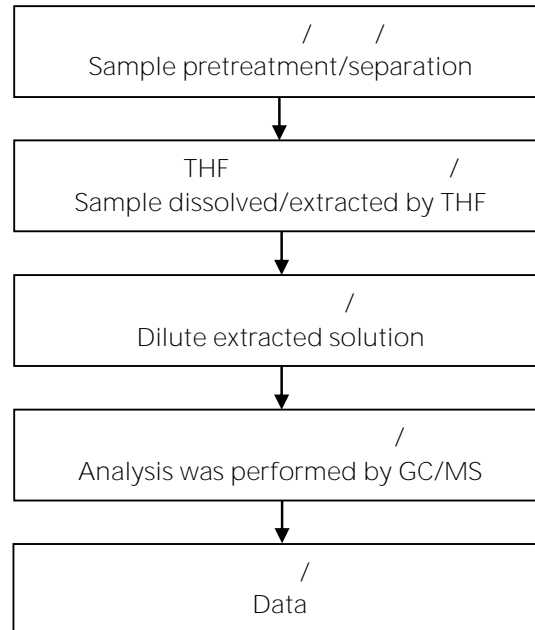 / /
Sample pretreatment/separation
THF /
Sample dissolved/extracted by THF
/
Dilute extracted solution
/
Analysis was performed by GC/MS
/
Data